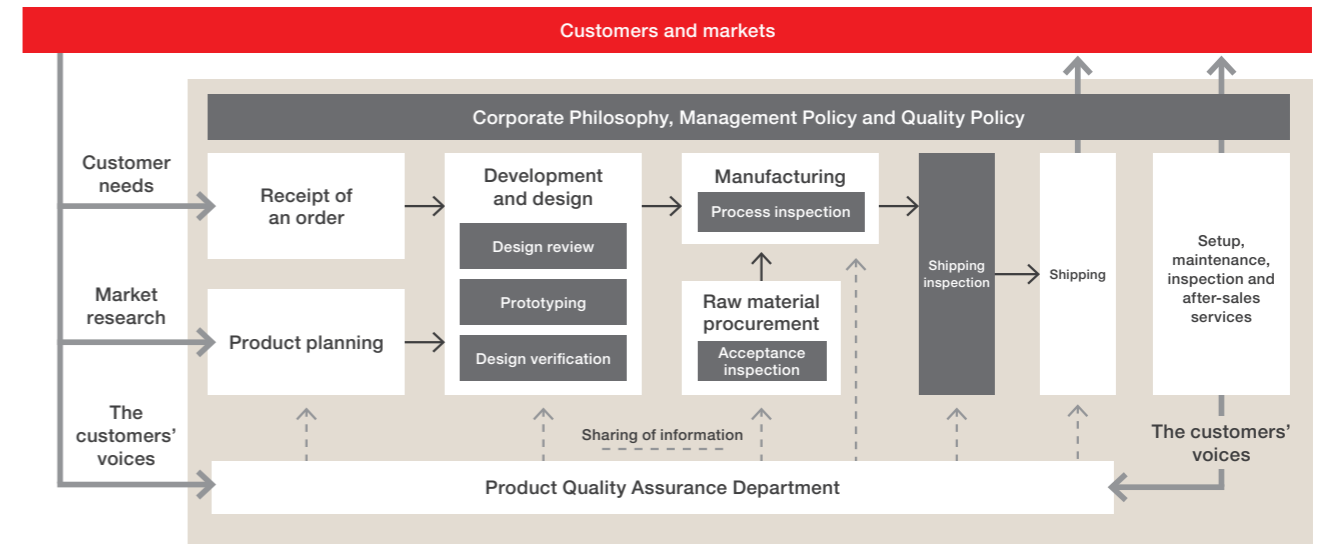 Customers and markets
Corporate Philosophy, Management Policy and Quality Policy
Customer
needs
Receipt of
an order
Development
and design
Design review
Prototyping
Design verification
Manufacturing
Process inspection
Market
research
Product planning
Raw material
procurement
Acceptance
inspection
Shipping
inspection
Shipping
Setup,
maintenance,
inspection and
after-sales
services
The
customers’
voices
Sharing of information
The customers’
voices
Product Quality Assurance Department